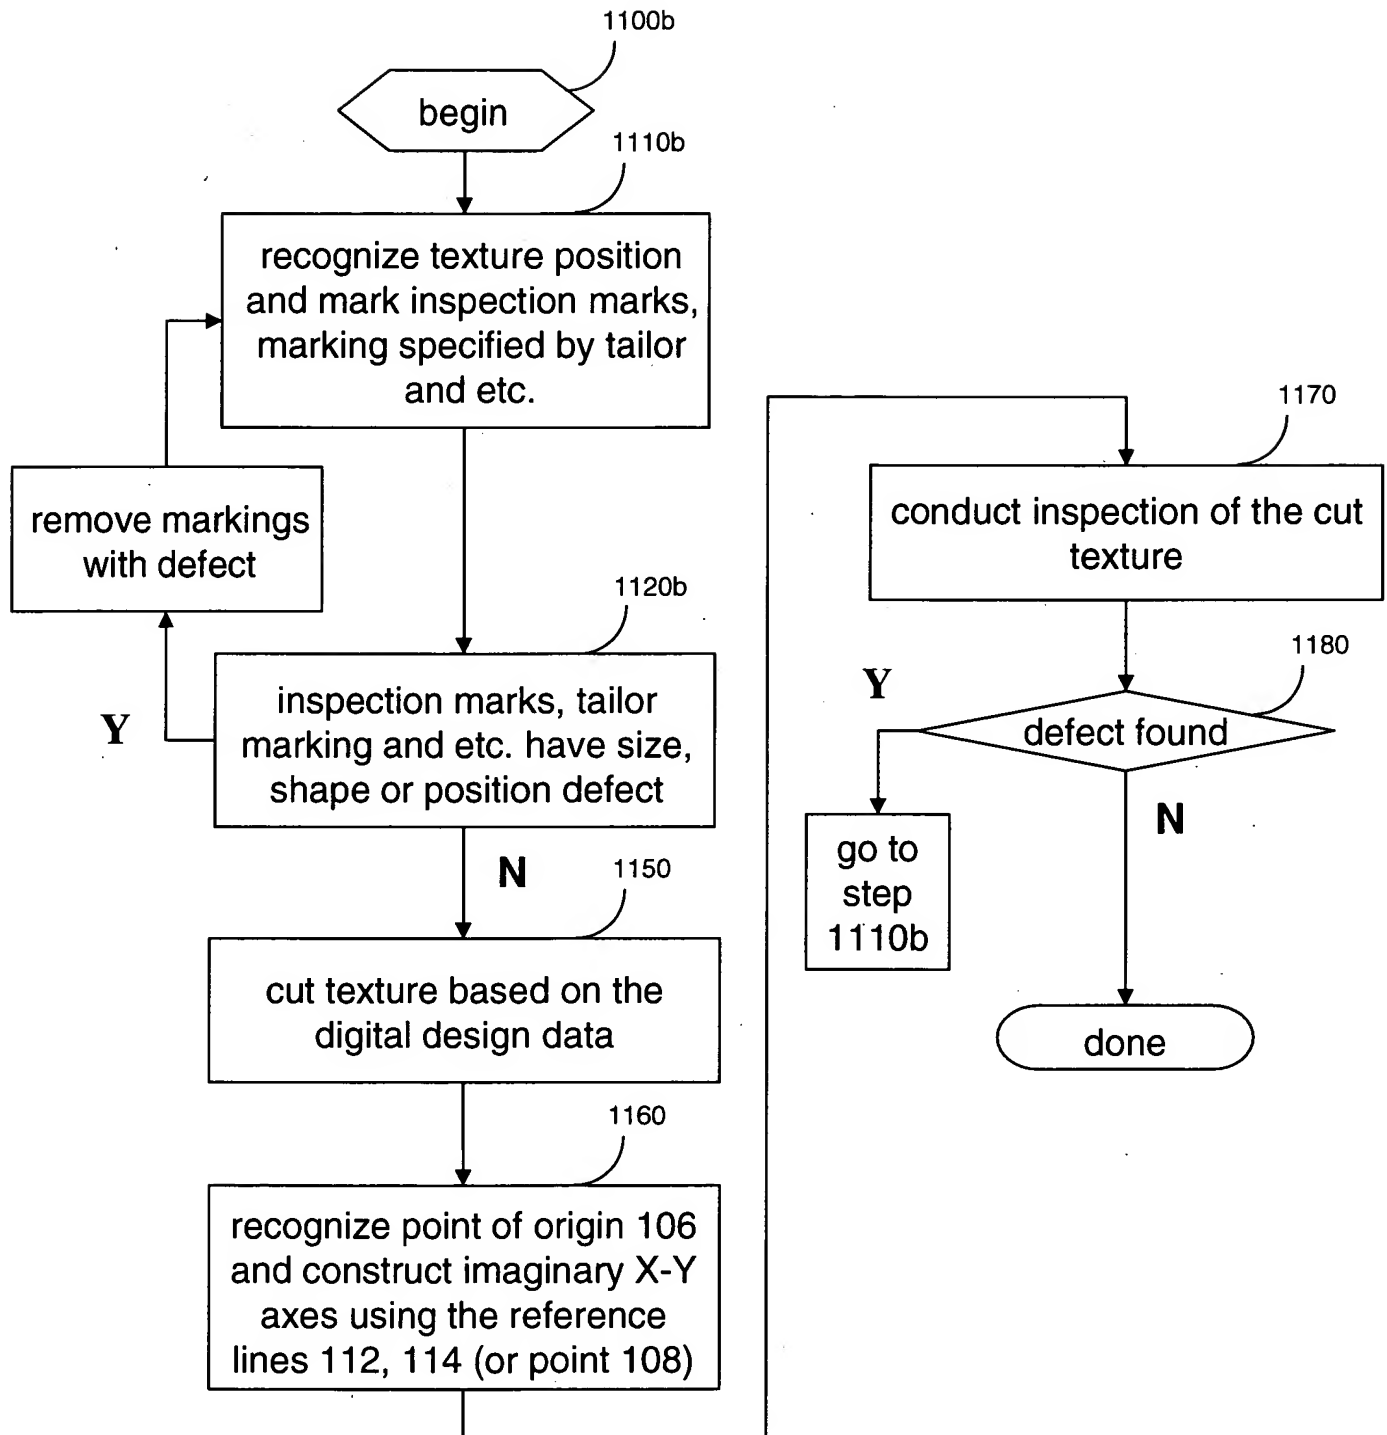 1100b
begin
1110b
recognize texture position
and mark inspection marks,
marking specified by tailor
and etc.
remove markings
with defect
1120b
inspection marks, tailor
marking and etc. have size,
shape or position defect
Y
N
1150
cut texture based on the
digital design data
1160
recognize point of origin 106
and construct imaginary X-Y
axes using the reference
lines 112, 114 (or point 108)
1170
conduct inspection of the cut
texture
1180
defect found
Y
go to
step
1110b
N
done